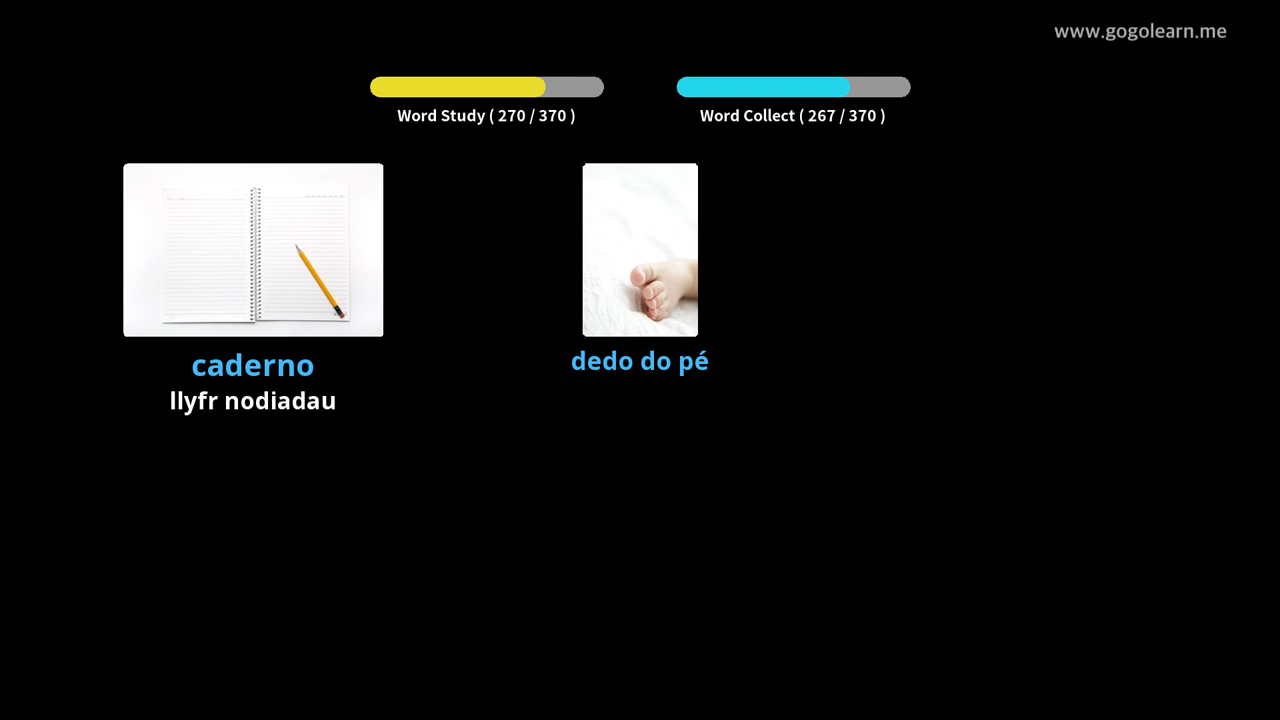 www.gogolearn.me
Word Study ( 270 / 370 )
Word Collect ( 267 / 370 )
caderno
llyfr nodiadau
dedo do pé